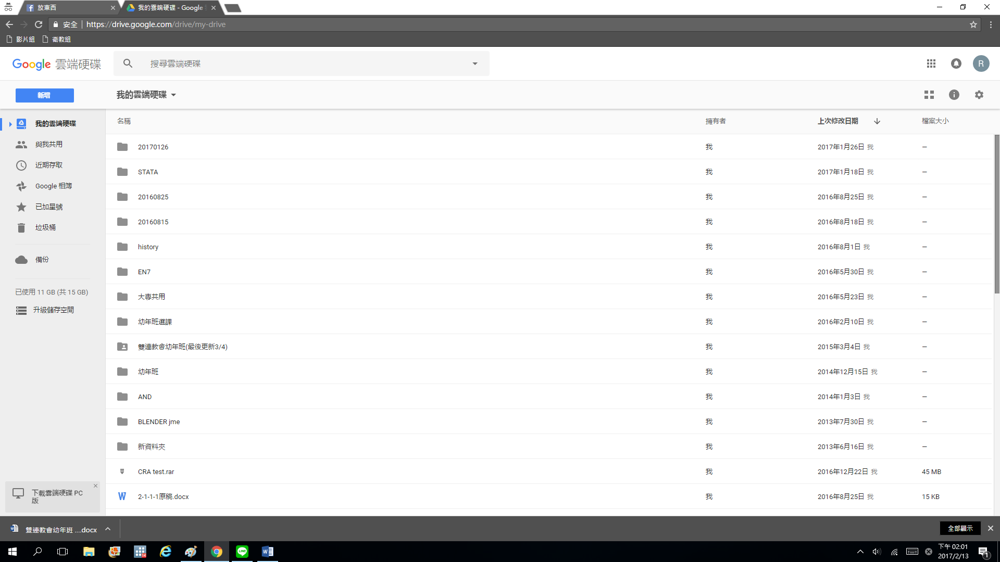 放東西
我的雲端硬碟 - Google
安全 https://drive.google.com/drive/my-drive
影片組 衛教組
Google 雲端硬碟 搜尋雲端硬碟 R
新增 我的雲端硬碟
我的雲端硬碟
與我共用
近期存取
Google 相簿
已加星號
垃圾桶
備份
已使用 11 GB (共 15 GB)
升級儲存空間
下載雲端硬碟 PC
版
名稱 擁有者 上次修改日期 檔案大小
20170126 我 2017年1月26日 我 —
STATA 我 2017年1月18日 我 —
20160825 我 2016年8月25日 我 —
20160815 我 2016年8月18日 我 —
history 我 2016年8月1日 我 —
EN7 我 2016年5月30日 我 —
大專共用 我 2016年5月23日 我 —
幼年班選課 我 2016年2月10日 我 —
雙連教會幼年班(最後更新3/4) 我 2015年3月4日 我 —
幼年班 我 2014年12月15日 我 —
AND 我 2014年1月3日 我 —
BLENDER jme 我 2013年7月30日 我 —
新資料夾 我 2013年6月16日 我 —
CRA test.rar 我 2016年12月22日 我 45 MB
2-1-1-1原稿.docx 我 2016年8月25日 我 15 KB
雙連教會幼年班 ....docx 全部顯示
14
LINE
下午 02:01
2017/2/13
1